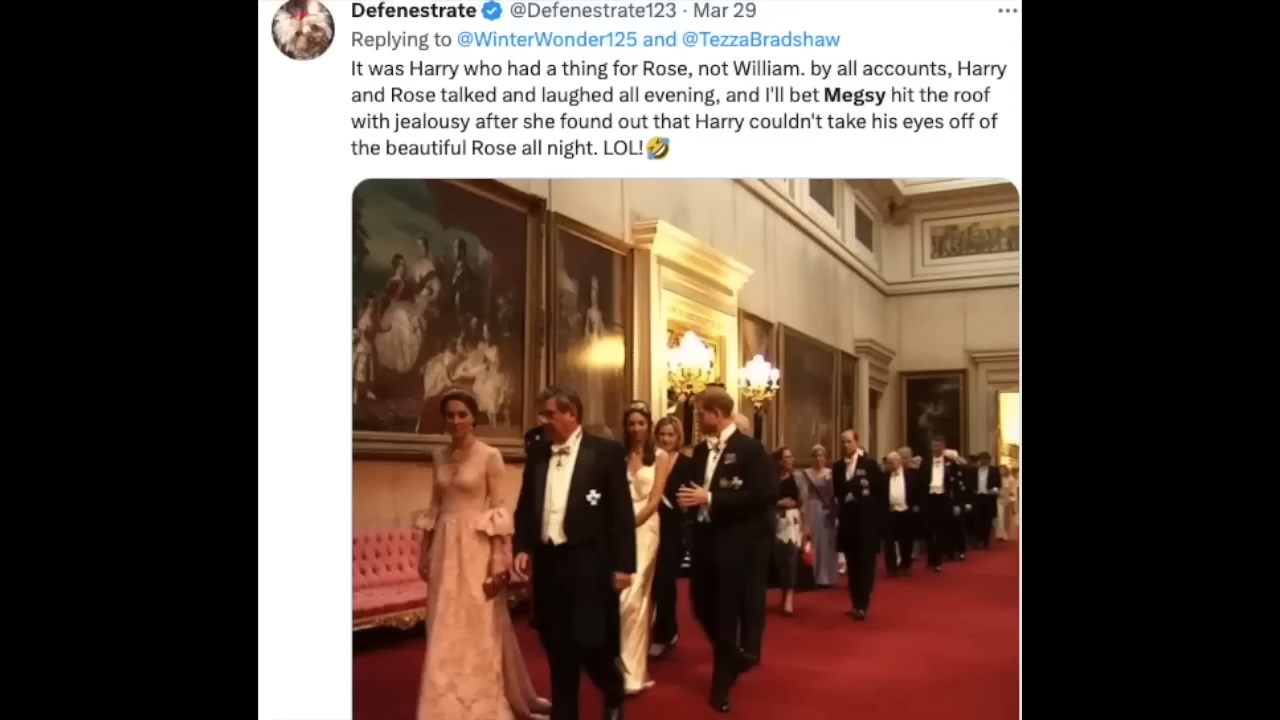 Defenestrate @Defenestrate123 · Mar 29
Replying to @WinterWonder125 and @TezzaBradshaw
It was Harry who had a thing for Rose, not William. by all accounts, Harry
and Rose talked and laughed all evening, and I'll bet Megsy hit the roof
with jealousy after she found out that Harry couldn't take his eyes off of
the beautiful Rose all night. LOL!🤣